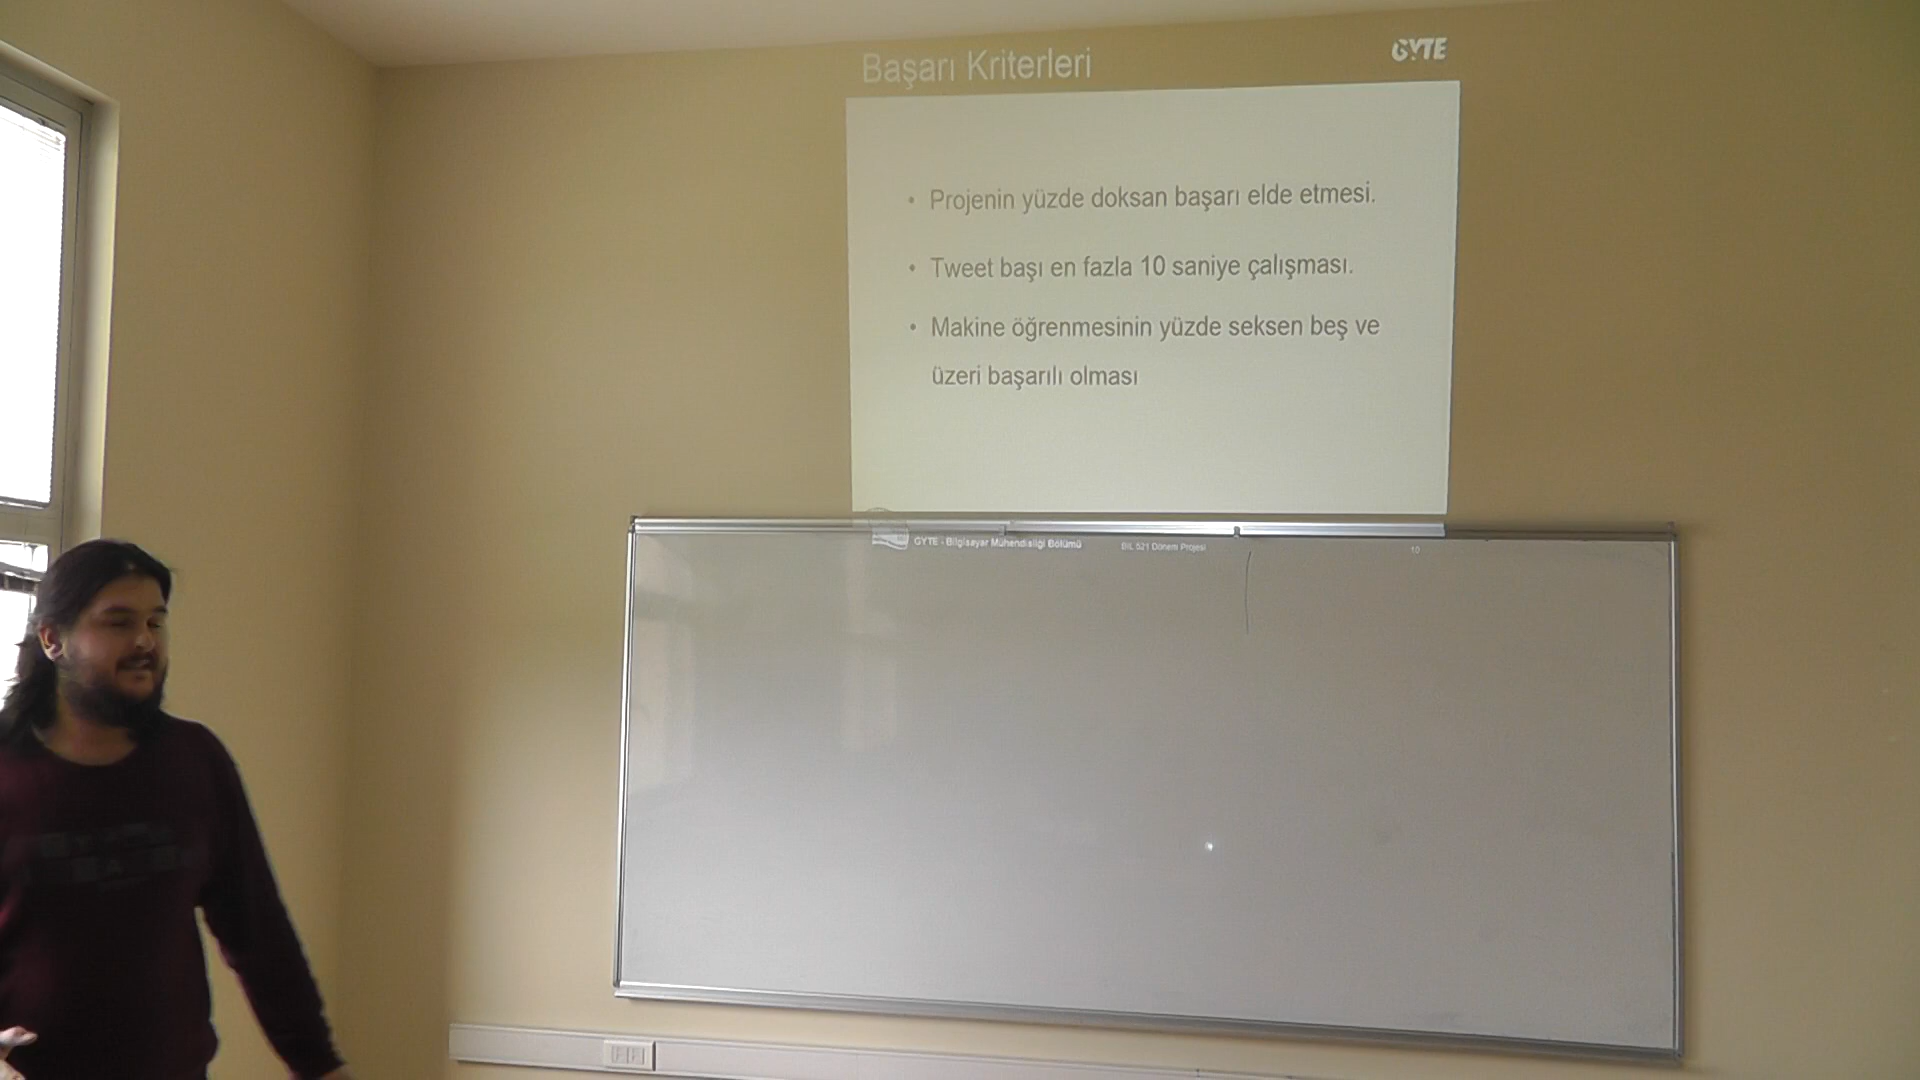 Başarı Kriterleri
GYTE
• Projenin yüzde doksan başarı elde etmesi.
• Tweet başı en fazla 10 saniye çalışması.
• Makine öğrenmesinin yüzde seksen beş ve
üzeri başarılı olması
GYTE - Bilgisayar Mühendisliği Bölümü
BIL 521 Dönem Projesi
10